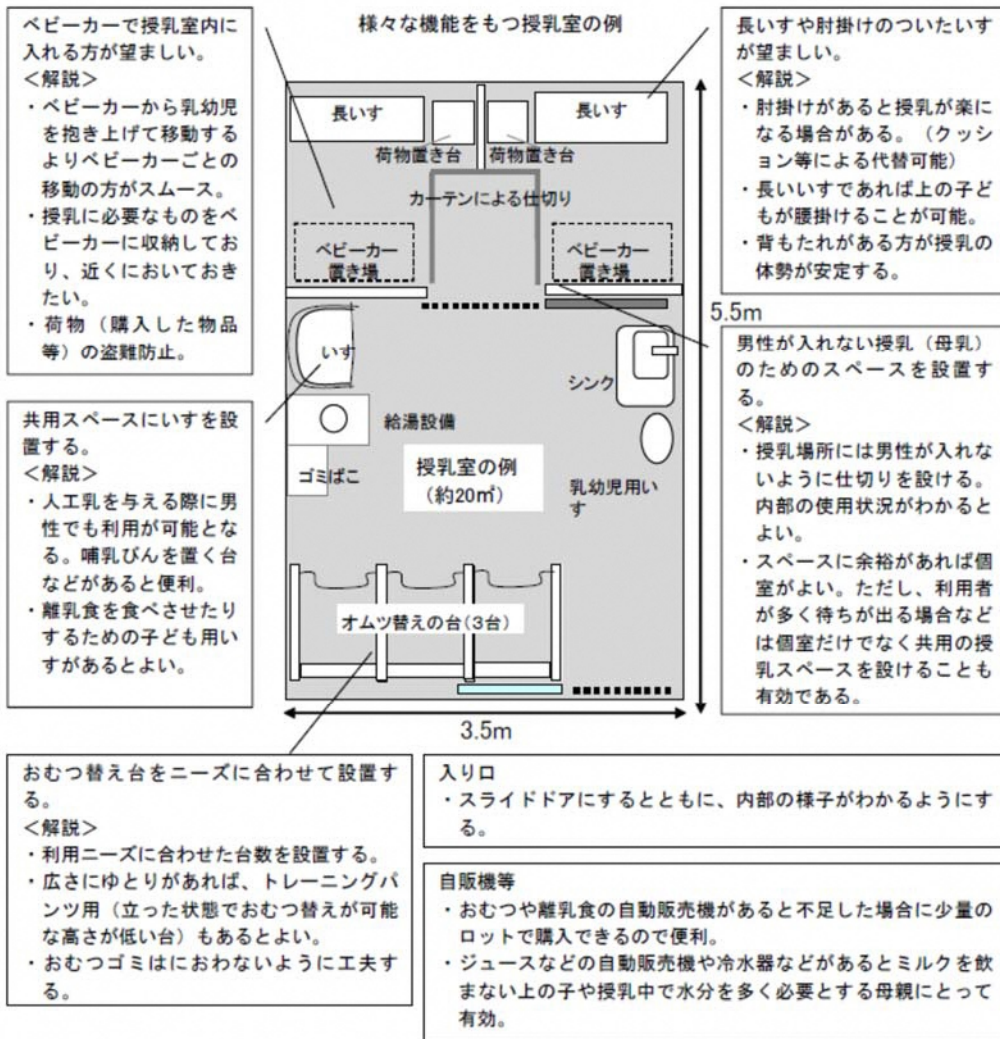 様々な機能をもつ授乳室の例
ベビーカーで授乳室内に
入れる方が望ましい。
<解説>
・ベビーカーから乳幼児
を抱き上げて移動する
よりベビーカーごとの
移動の方がスムース。
・授乳に必要なものをベ
ビーカーに収納してお
り、近くにおいておき
たい。
・荷物（購入した物品
等）の盗難防止。
共用スペースにいすを設
置する。
<解説>
・人工乳を与える際に男
性でも利用が可能とな
る。哺乳びんを置く台
などがあると便利。
・離乳食を食べさせたり
するための子ども用い
すがあるとよい。
長いす
長いす
荷物置き台
荷物置き台
カーテンによる仕切り
ベビーカー
置き場
ベビーカー
置き場
いす
シンク
給湯設備
ゴミばこ
授乳室の例
（約20㎡）
乳幼児用い
す
オムツ替えの台（3台）
3.5m
5.5m
長いすや肘掛けのついたいす
が望ましい。
<解説>
・肘掛けがあると授乳が楽に
なる場合がある。（クッシ
ョン等による代替可能）
・長いいすであれば上の子ど
もが腰掛けることが可能。
・背もたれがある方が授乳の
体勢が安定する。
男性が入れない授乳（母乳）
のためのスペースを設置す
る。
<解説>
・授乳場所には男性が入れな
いように仕切りを設ける。
内部の使用状況がわかると
よい。
・スペースに余裕があれば個
室がよい。ただし、利用者
が多く待ちが出る場合など
は個室だけでなく共用の授
乳スペースを設けることも
有効である。
おむつ替え台をニーズに合わせて設置す
る。
<解説>
・利用ニーズに合わせた台数を設置する。
・広さにゆとりがあれば、トレーニングパ
ンツ用（立った状態でおむつ替えが可能
な高さが低い台）もあるとよい。
・おむつゴミはにおわないように工夫す
る。
入り口
・スライドドアにするとともに、内部の様子がわかるようにす
る。
自販機等
・おむつや離乳食の自動販売機があると不足した場合に少量の
ロットで購入できるので便利。
・ジュースなどの自動販売機や冷水器などがあるとミルクを飲
まない上の子や授乳中で水分を多く必要とする母親にとって
有効。